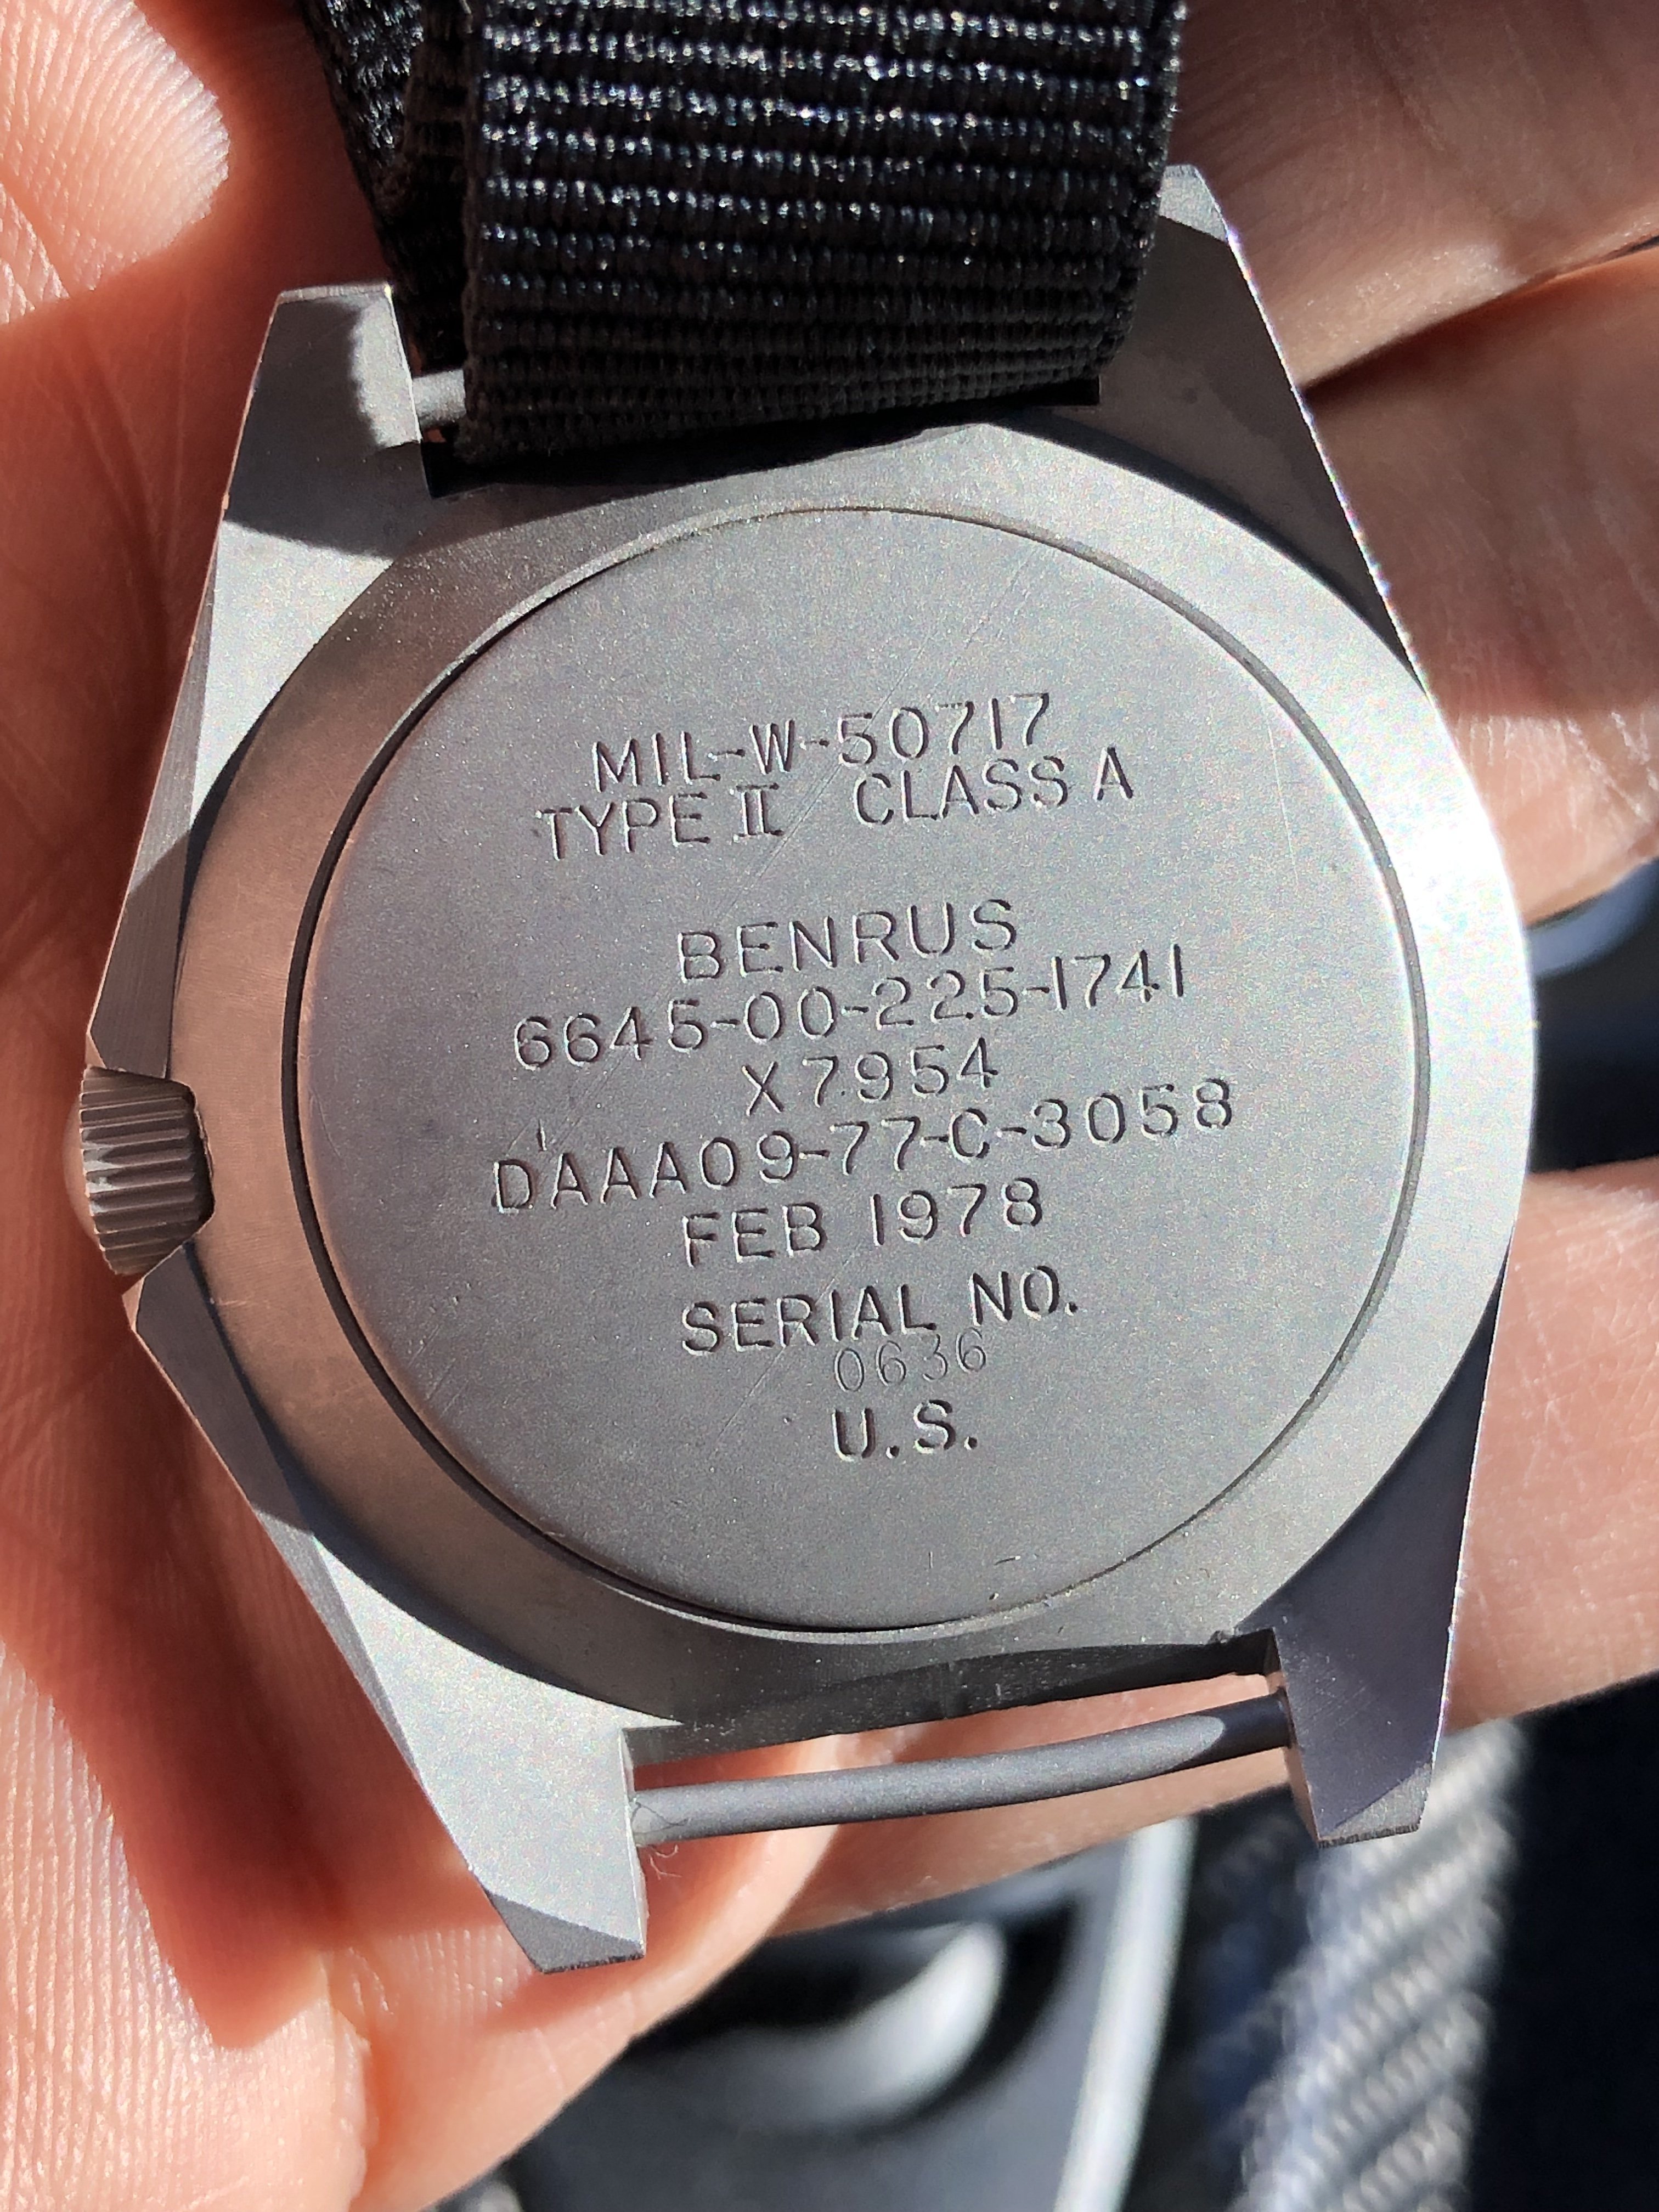 MIL-W-50717
TYPE II CLASS A
BENRUS
6645-00-225-1741
X7954
DAAA09-77-C-3058
FEB 1978
SERIAL NO.
0636
U.S.